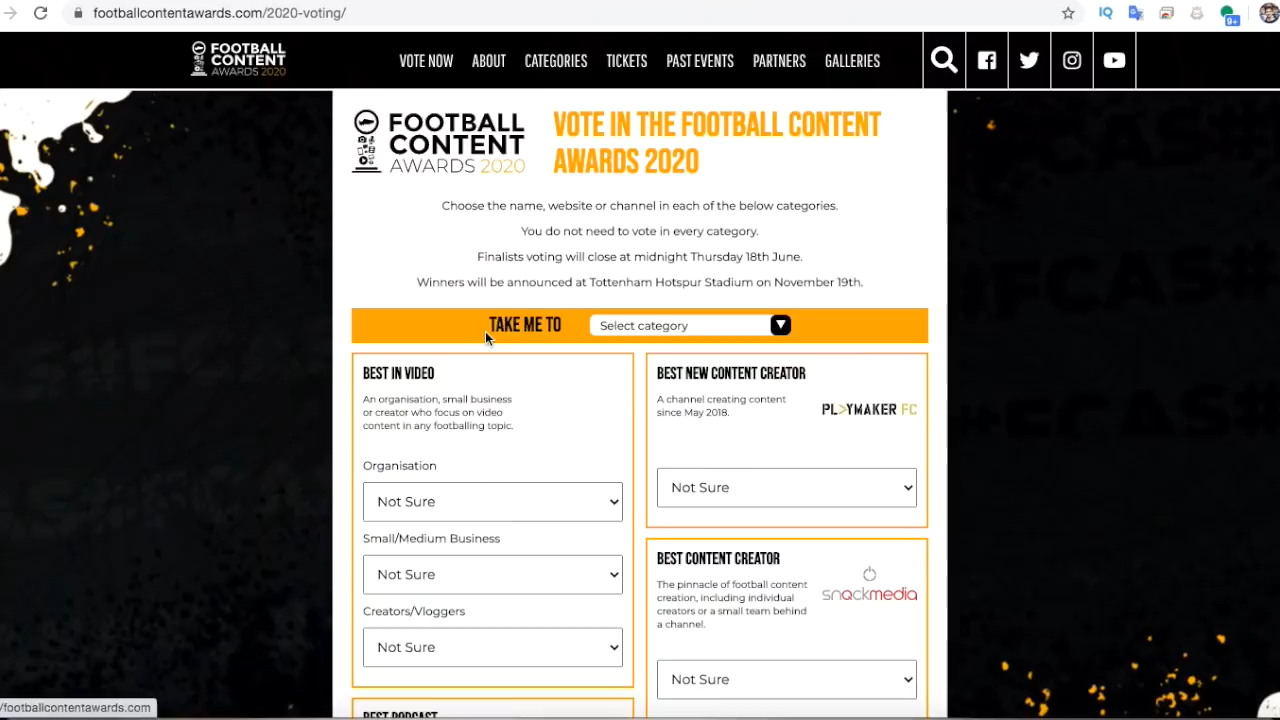 footballcontentawards.com/2020-voting/
9+
FOOTBALL
CONTENT
AWARDS 2020
VOTE NOW
ABOUT
CATEGORIES
TICKETS
PAST EVENTS
PARTNERS
GALLERIES
FOOTBALL
CONTENT
AWARDS 2020
VOTE IN THE FOOTBALL CONTENT
AWARDS 2020
Choose the name, website or channel in each of the below categories.
You do not need to vote in every category.
Finalists voting will close at midnight Thursday 18th June.
Winners will be announced at Tottenham Hotspur Stadium on November 19th.
TAKE ME TO
Select category
BEST IN VIDEO
An organisation, small business
or creator who focus on video
content in any footballing topic.
Organisation
Not Sure
Small/Medium Business
Not Sure
Creators/Vloggers
Not Sure
BEST PODCAST
BEST NEW CONTENT CREATOR
A channel creating content
since May 2018.
PL>YMAKER FC
Not Sure
BEST CONTENT CREATOR
The pinnacle of football content
creation, including individual
creators or a small team behind
a channel.
snackmedia
Not Sure
/footballcontentawards.com